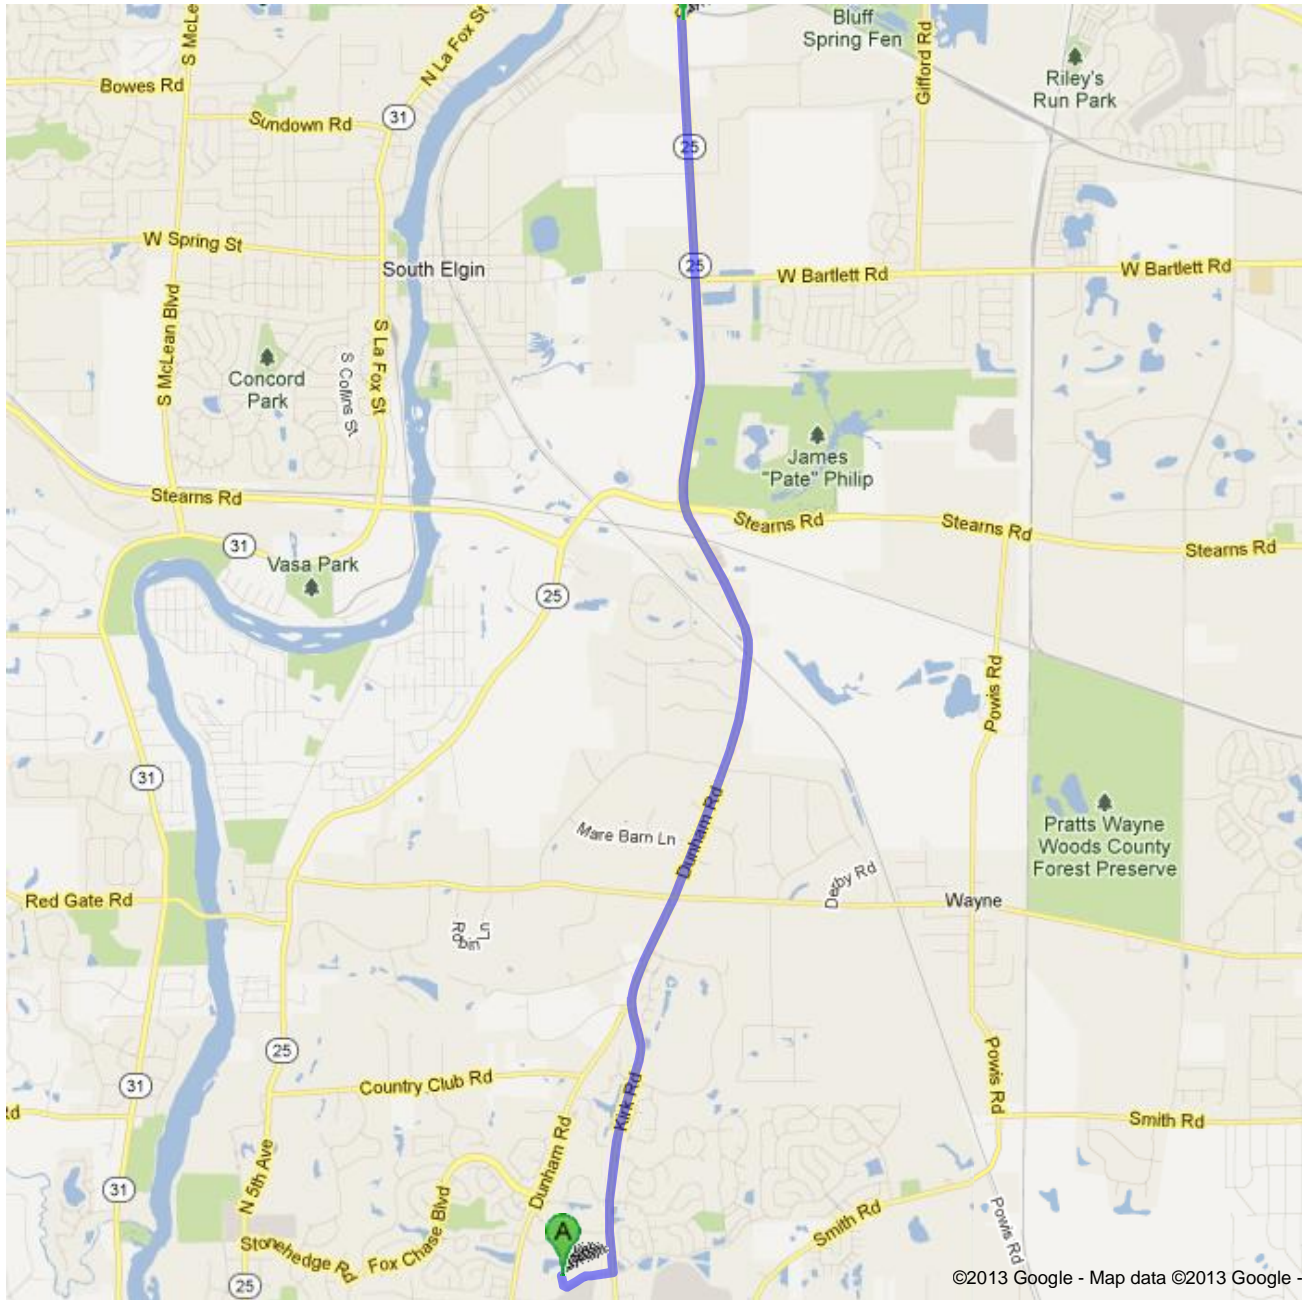 Bluff
Spring Fen
S McLe
N La Fox St
Gifford Rd
Riley's
Run Park
Bowes Rd
Sundown Rd
31
25
W Spring St
South Elgin
25
W Bartlett Rd
W Bartlett Rd
S McLean Blvd
S La Fox St
S Collins St
Concord
Park
James
"Pate" Philip
Stearns Rd
Stearns Rd
Stearns Rd
Stearns Rd
31
Vasa Park
25
Powis Rd
31
Dunham Rd
Mare Barn Ln
Pratts Wayne
Woods County
Forest Preserve
Derby Rd
Red Gate Rd
Wayne
Robin
Ln
25
Country Club Rd
Kirk Rd
Powis Rd
31
Rd
Smith Rd
Dunham Rd
N 5th Ave
31
Fox Chase Blvd
Smith Rd
Powis Rd
A
Stonehedge Rd
25
©2013 Google - Map data ©2013 Google -